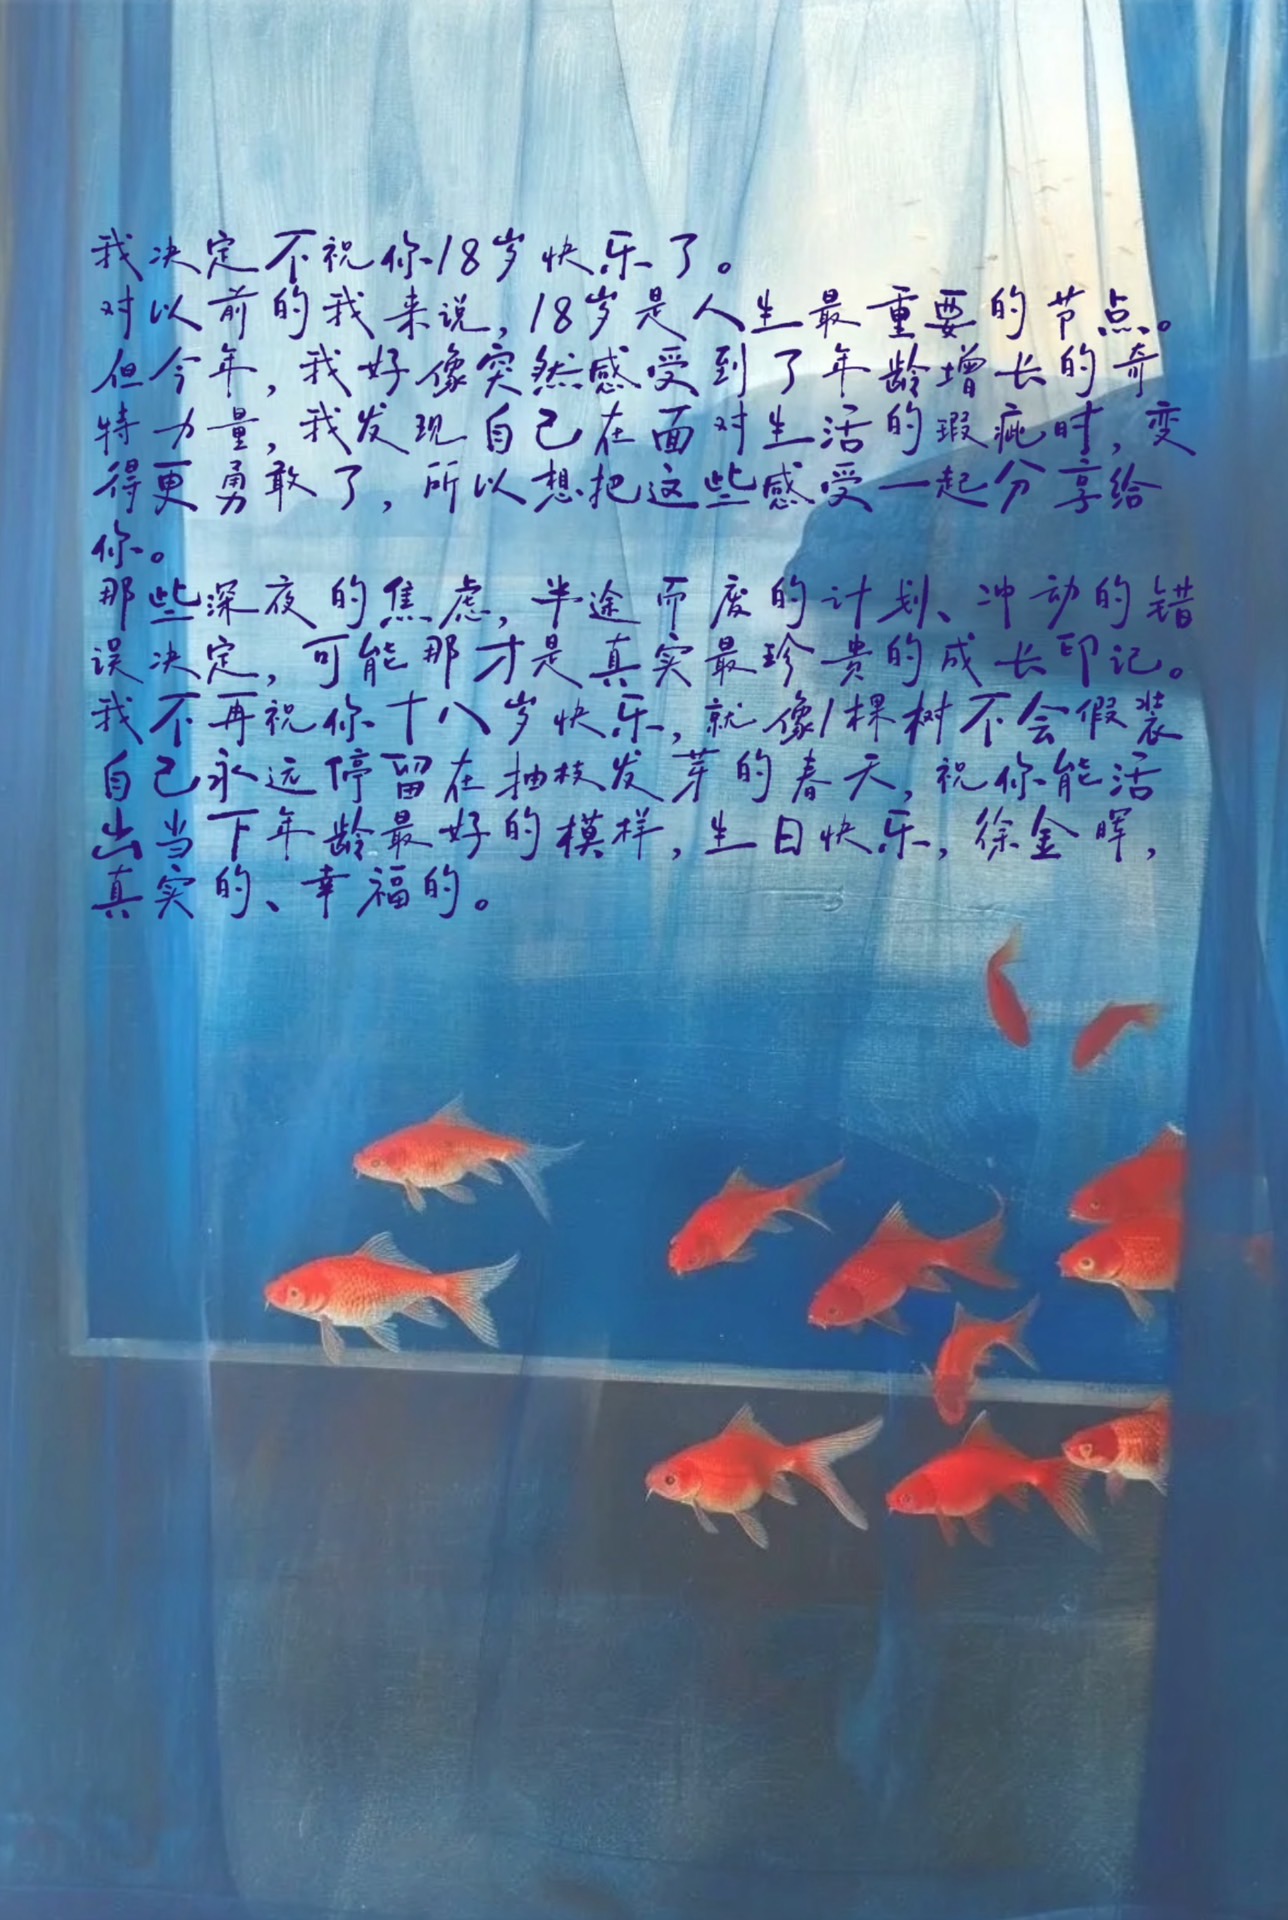 我决定不祝你18岁快乐了。
对以前的我来说,18岁是人生最重要的节点。
但今年,我好像突然感受到了年龄增长的奇
特力量,我发现自己在面对生活的瑕疵时,变
得更勇敢了,所以想把这些感受一起分享给
你。
那些深夜的焦虑,半途而废的计划、冲动的错
误决定,可能那才是真实最珍贵的成长印记。
我不再祝你十八岁快乐,就像1棵树不会假装
自己永远停留在抽枝发芽的春天,祝你能活
出当下年龄最好的模样,生日快乐,徐金晖,
真实的、幸福的。